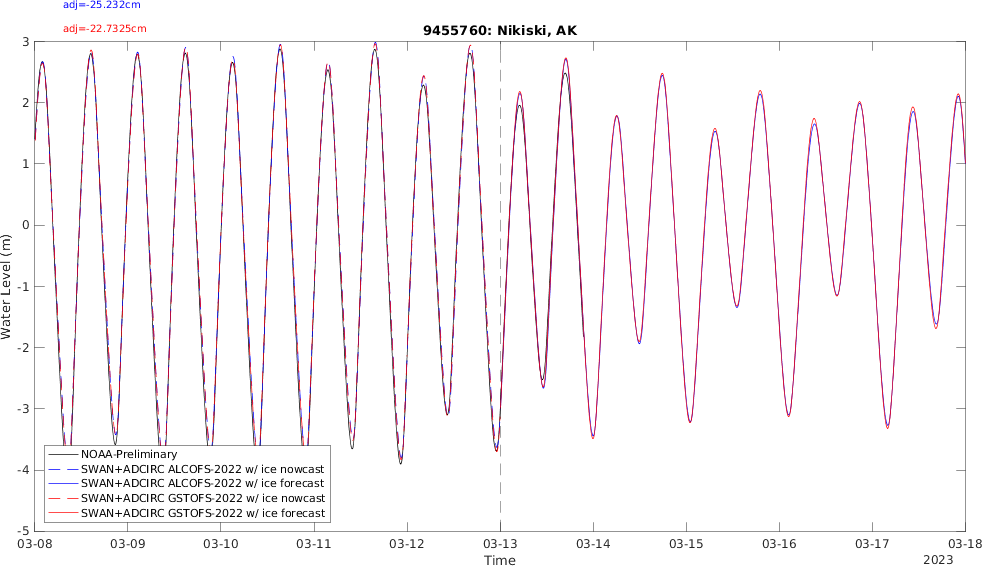 adj=-25.232cm
adj=-22.7325cm
9455760: Nikiski, AK
3
2
1
0
-1
-2
-3
-4
-5
Water Level (m)
NOAA-Preliminary
SWAN+ADCIRC ALCOFS-2022 w/ ice nowcast
SWAN+ADCIRC ALCOFS-2022 w/ ice forecast
SWAN+ADCIRC GSTOFS-2022 w/ ice nowcast
SWAN+ADCIRC GSTOFS-2022 w/ ice forecast
03-08 03-09 03-10 03-11 03-12 03-13 03-14 03-15 03-16 03-17 03-18
Time
2023